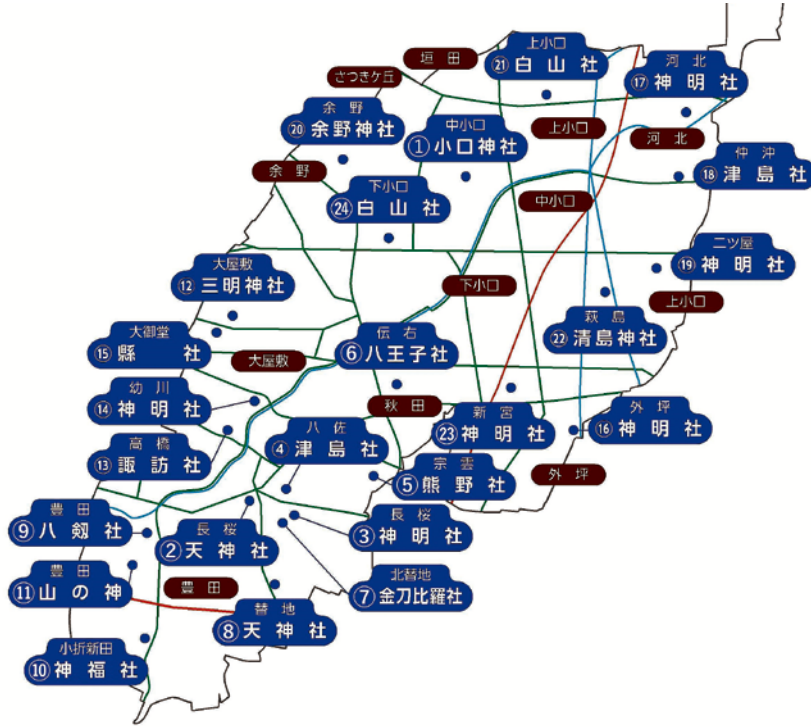 垣田
さつきケ丘
上小口
㉑白山社
河北
⑰神明社
余野
⑳余野神社
中小口
①小口神社
上小口
河北
仲沖
⑱津島社
余野
下小口
㉔白山社
中小口
二ツ屋
⑲神明社
大屋敷
⑫三明神社
下小口
上小口
萩島
㉒清島神社
大御堂
⑮縣社
大屋敷
伝右
⑥八王子社
幼川
⑭神明社
秋田
新宮
㉓神明社
外坪
⑯神明社
高橋
⑬諏訪社
八佐
④津島社
宗雲
⑤熊野社
外坪
豊田
⑨八剱社
長桜
②天神社
長桜
③神明社
豊田
⑪山の神
豊田
北替地
⑦金刀比羅社
替地
⑧天神社
小折新田
⑩神福社